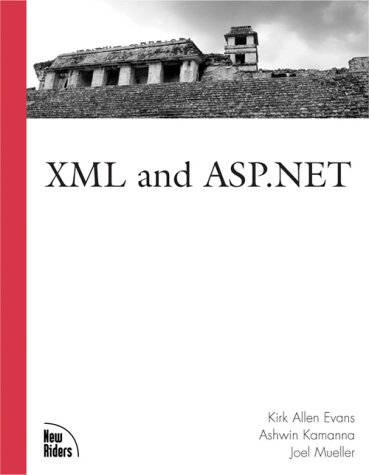 XML and ASP.NET
Kirk Allen Evans
Ashwin Kamanna
Joel Mueller
New
Riders